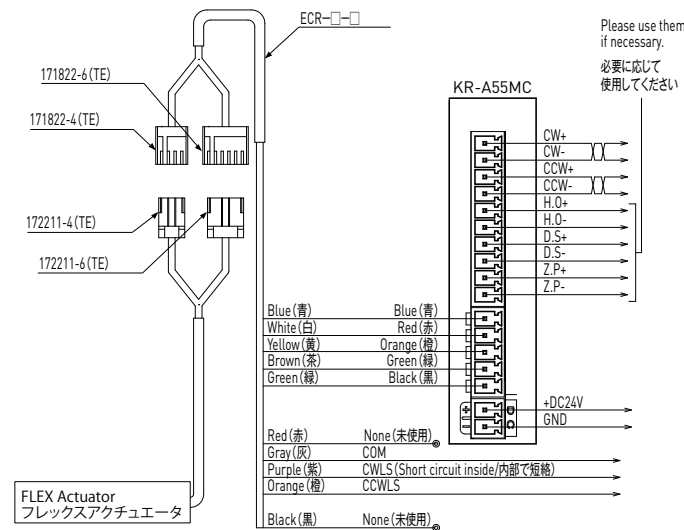 ECR-□-□
Please use them
if necessary.
必要に応じて
使用してください
171822-6(TE)
171822-4(TE)
KR-A55MC
CW+
CW-
CCW+
CCW-
H.O+
H.O-
D.S+
D.S-
Z.P+
Z.P-
172211-4(TE)
172211-6(TE)
Blue(青) Blue(青)
White(白) Red(赤)
Yellow(黄) Orange(橙)
Brown(茶) Green(緑)
Green(緑) Black(黒)
+DC24V
GND
+ D
- C
Red(赤) None(未使用)
Gray(灰) COM
Purple(紫) CWLS(Short circuit inside/内部で短絡)
Orange(橙) CCWLS
Black(黒) None(未使用)
FLEX Actuator
フレックスアクチュエータ